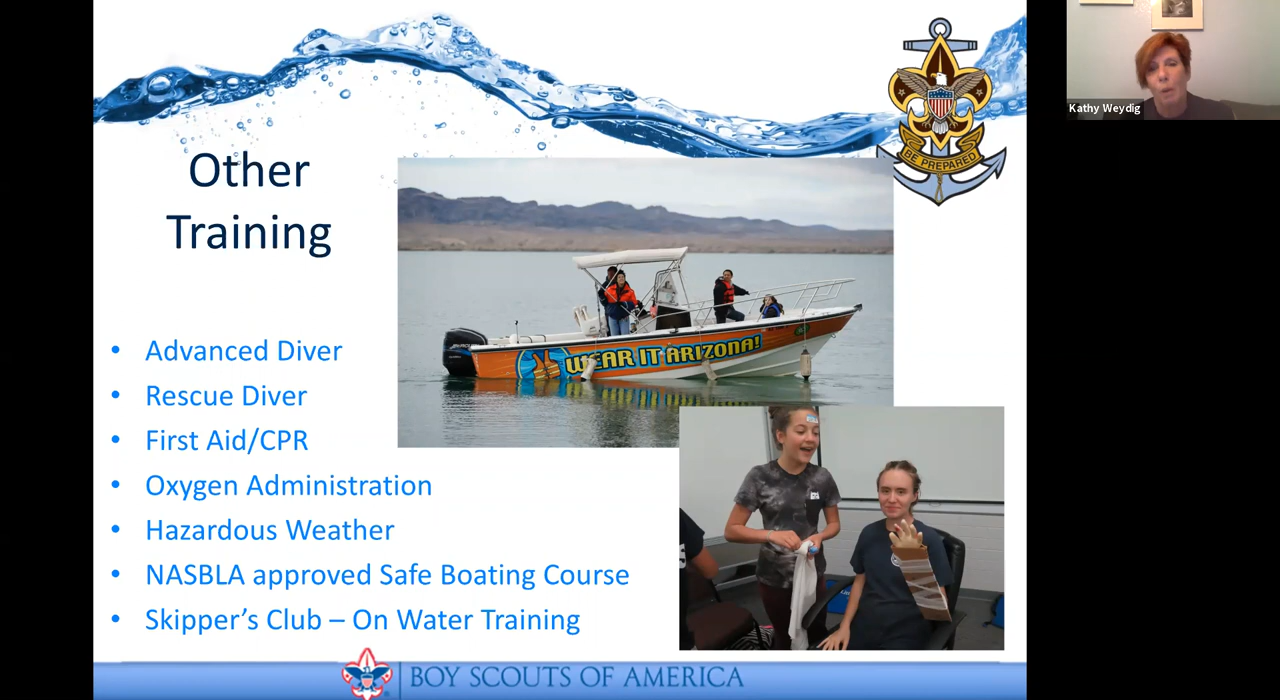 Kathy Weydig
BE PREPARED
Other
Training
WEAR IT ARIZONA!
• Advanced Diver
• Rescue Diver
• First Aid/CPR
• Oxygen Administration
• Hazardous Weather
• NASBLA approved Safe Boating Course
• Skipper's Club – On Water Training
BOY SCOUTS OF AMERICA